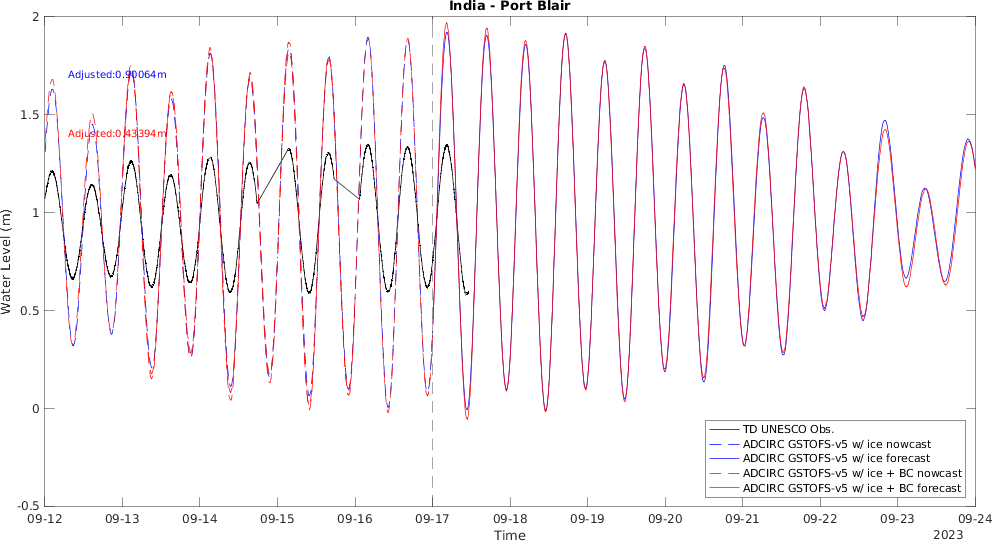 India - Port Blair
2
1.5
1
0.5
0
-0.5
Water Level (m)
Adjusted:0.90064m
Adjusted:0.43394m
TD UNESCO Obs.
ADCIRC GSTOFS-v5 w/ ice nowcast
ADCIRC GSTOFS-v5 w/ ice forecast
ADCIRC GSTOFS-v5 w/ ice + BC nowcast
ADCIRC GSTOFS-v5 w/ ice + BC forecast
09-12 09-13 09-14 09-15 09-16 09-17 09-18 09-19 09-20 09-21 09-22 09-23 09-24
Time
2023